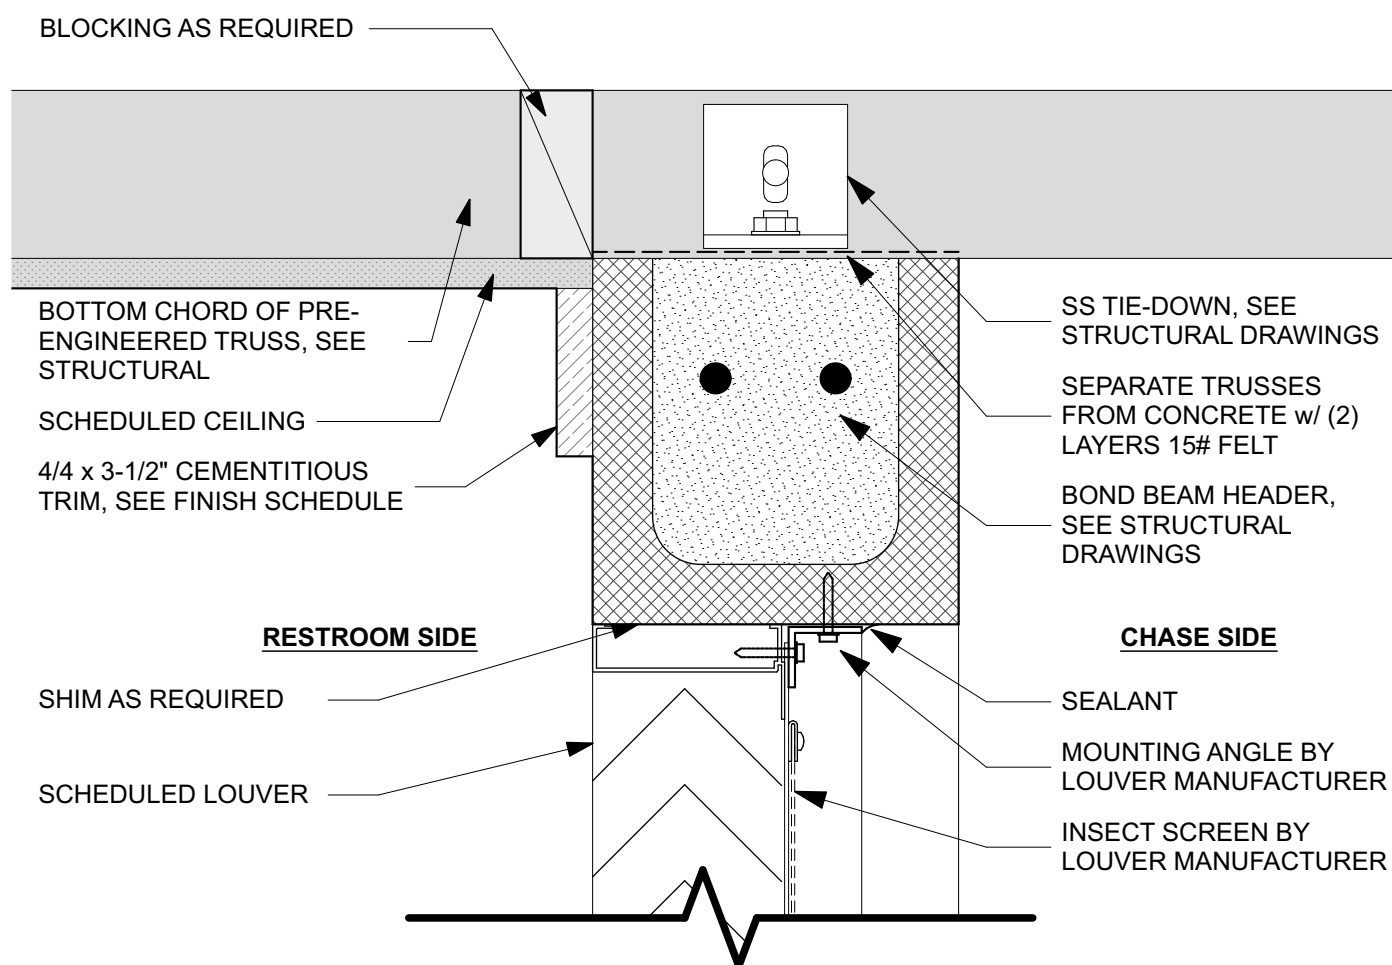 BLOCKING AS REQUIRED
BOTTOM CHORD OF PRE-
ENGINEERED TRUSS, SEE
STRUCTURAL
SCHEDULED CEILING
4/4 x 3-1/2" CEMENTITIOUS
TRIM, SEE FINISH SCHEDULE
RESTROOM SIDE
SHIM AS REQUIRED
SCHEDULED LOUVER
SS TIE-DOWN, SEE
STRUCTURAL DRAWINGS
SEPARATE TRUSSES
FROM CONCRETE w/ (2)
LAYERS 15# FELT
BOND BEAM HEADER,
SEE STRUCTURAL
DRAWINGS
CHASE SIDE
SEALANT
MOUNTING ANGLE BY
LOUVER MANUFACTURER
INSECT SCREEN BY
LOUVER MANUFACTURER